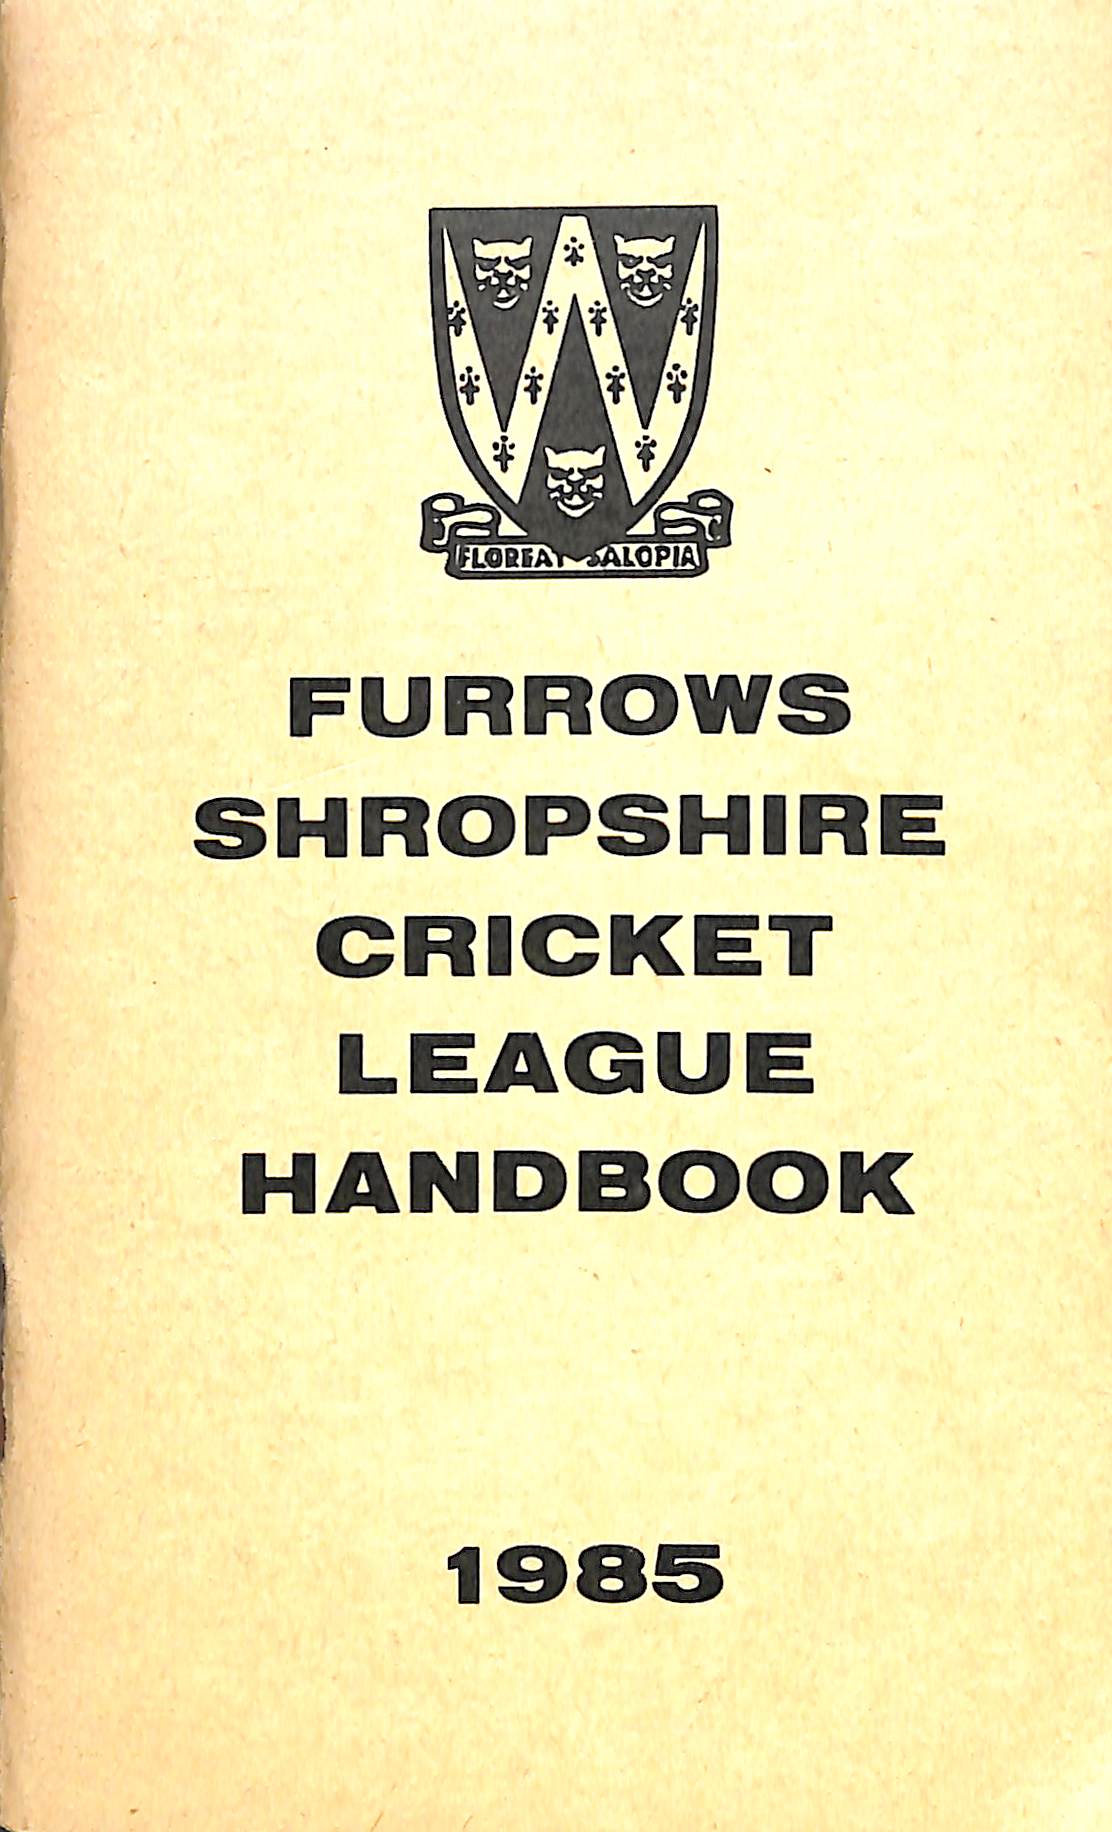 FLOREAT SALOPIA
FURROWS
SHROPSHIRE
CRICKET
LEAGUE
HANDBOOK
1985